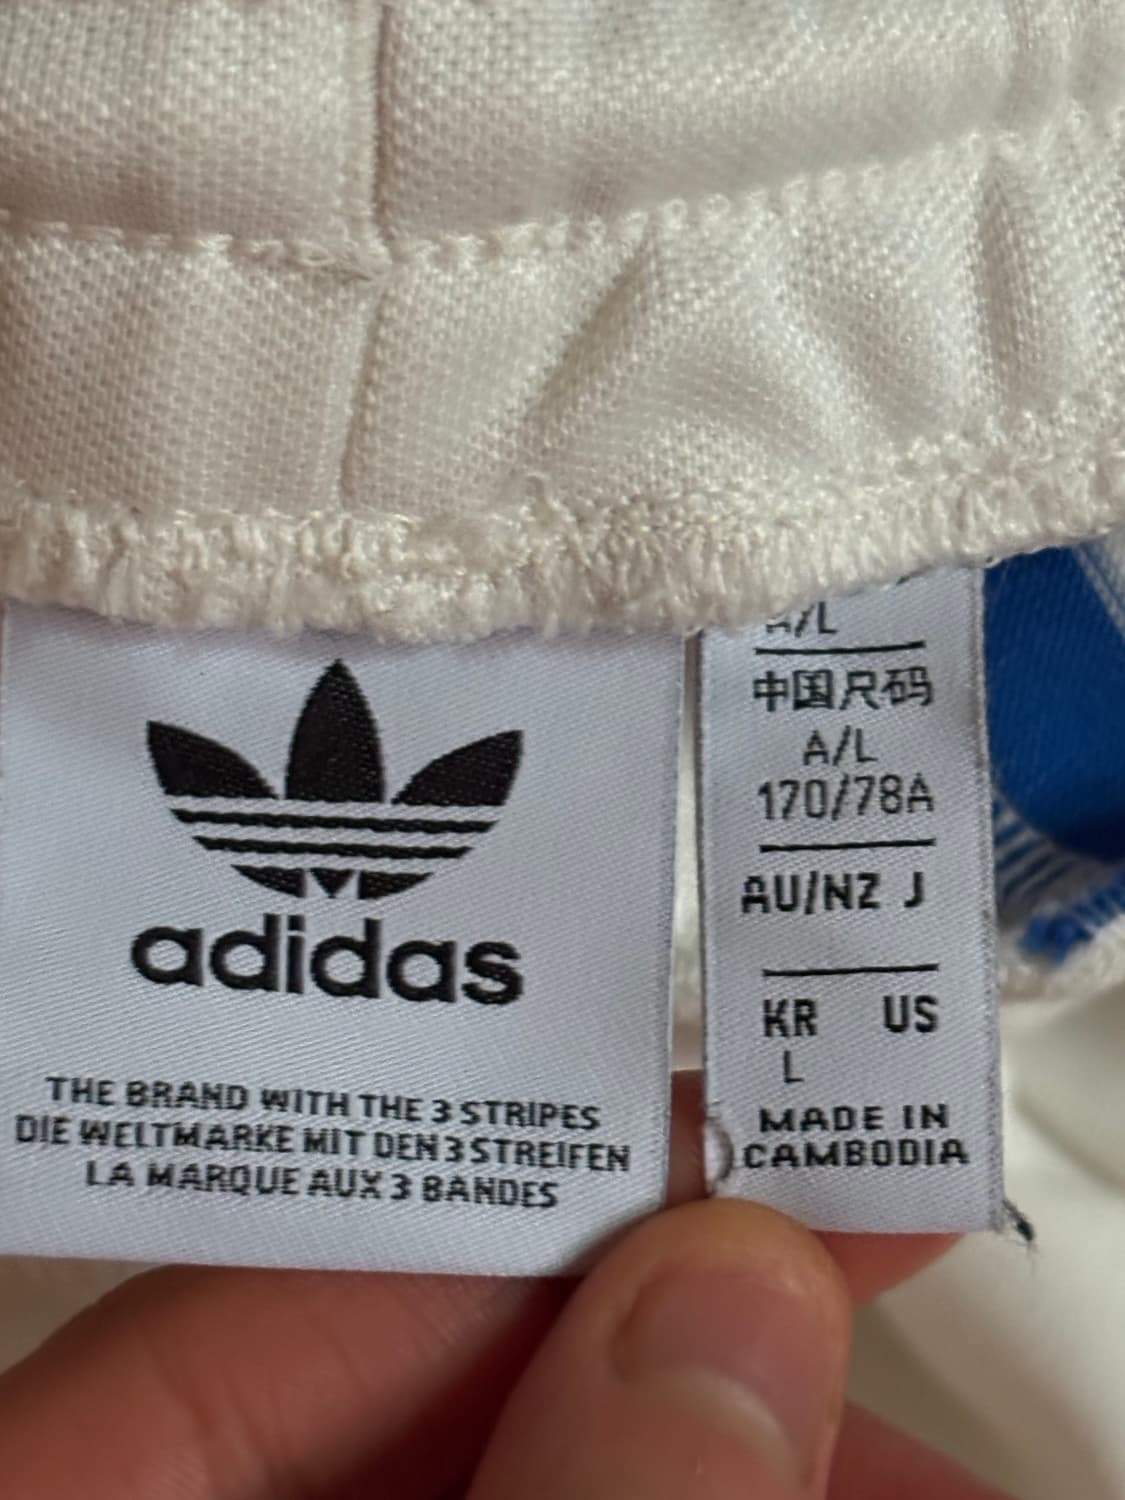 adidas
THE BRAND WITH THE 3 STRIPES
DIE WELTMARKE MIT DEN 3 STREIFEN
LA MARQUE AUX 3 BANDES
A/L
中国尺码
A/L
170/78A
AU/NZ J
KR US
L
MADE IN
CAMBODIA